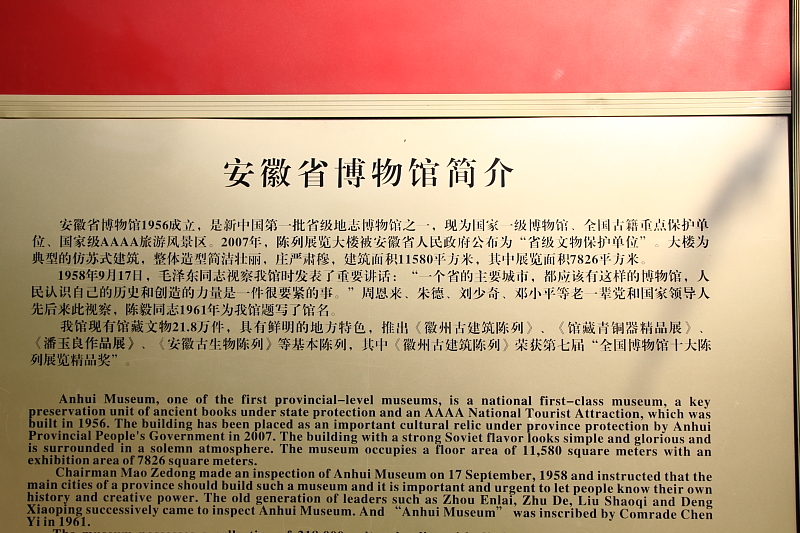 安徽省博物馆简介
安徽省博物馆1956成立，是新中国第一批省级地志博物馆之一，现为国家一级博物馆、全国古籍重点保护单
位、国家级AAAA旅游风景区。2007年，陈列展览大楼被安徽省人民政府公布为“省级文物保护单位”。大楼为
典型的仿苏式建筑，整体造型简洁壮丽，庄严肃穆，建筑面积11580平方米，其中展览面积7826平方米。
1958年9月17日，毛泽东同志视察我馆时发表了重要讲话：“一个省的主要城市，都应该有这样的博物馆，人
民认识自己的历史和创造的力量是一件很要紧的事。”周恩来、朱德、刘少奇、邓小平等老一辈党和国家领导人
先后来此视察，陈毅同志1961年为我馆题写了馆名。
我馆现有馆藏文物21.8万件，具有鲜明的地方特色，推出《徽州古建筑陈列》、《馆藏青铜器精品展》、
《潘玉良作品展》、《安徽古生物陈列》等基本陈列，其中《徽州古建筑陈列》荣获第七届“全国博物馆十大陈
列展览精品奖”。
Anhui Museum, one of the first provincial-level museums, is a national first-class museum, a key
preservation unit of ancient books under state protection and an AAAA National Tourist Attraction, which was
built in 1956. The building has been placed as an important cultural relic under province protection by Anhui
Provincial People's Government in 2007. The building with a strong Soviet flavor looks simple and glorious and
is surrounded in a solemn atmosphere. The museum occupies a floor area of 11,580 square meters with an
exhibition area of 7826 square meters.
Chairman Mao Zedong made an inspection of Anhui Museum on 17 September, 1958 and instructed that the
main cities of a province should build such a museum and it is important and urgent to let people know their own
history and creative power. The old generation of leaders such as Zhou Enlai, Zhu De, Liu Shaoqi and Deng
Xiaoping successively came to inspect Anhui Museum. And “Anhui Museum” was inscribed by Comrade Chen
Yi in 1961.